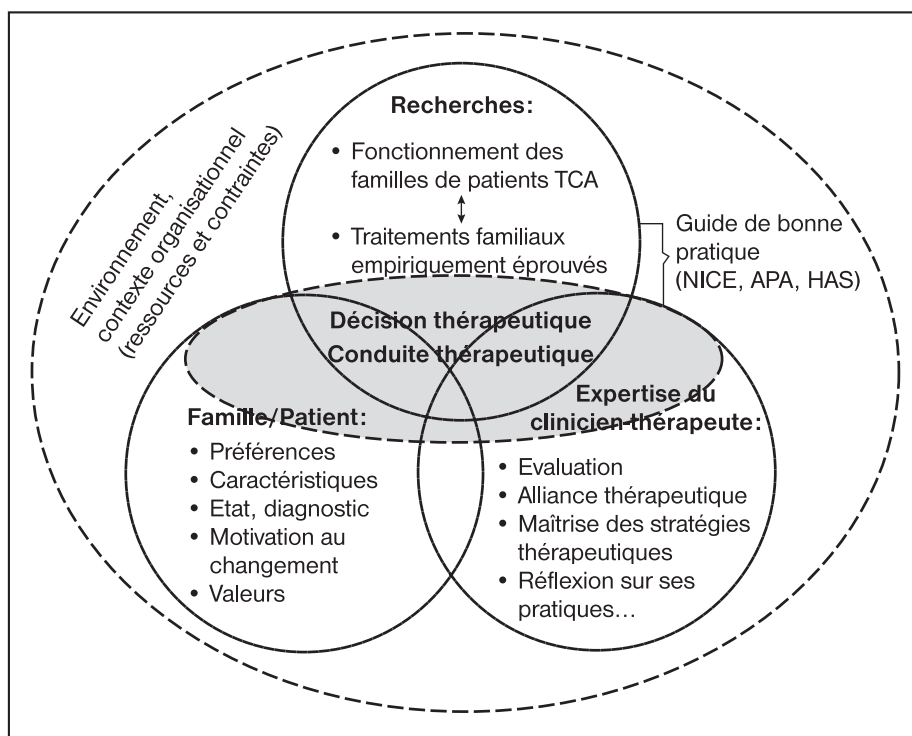 Recherches:
• Fonctionnement des
familles de patients TCA
• Traitements familiaux
empiriquement éprouvés
Environnement,
contexte organisationnel
(ressources et contraintes)
Guide de bonne
pratique
(NICE, APA, HAS)
Décision thérapeutique
Conduite thérapeutique
Famille/Patient:
• Préférences
• Caractéristiques
• Etat, diagnostic
• Motivation au
changement
• Valeurs
Expertise du
clinicien-thérapeute:
• Evaluation
• Alliance thérapeutique
• Maîtrise des stratégies
thérapeutiques
• Réflexion sur ses
pratiques…